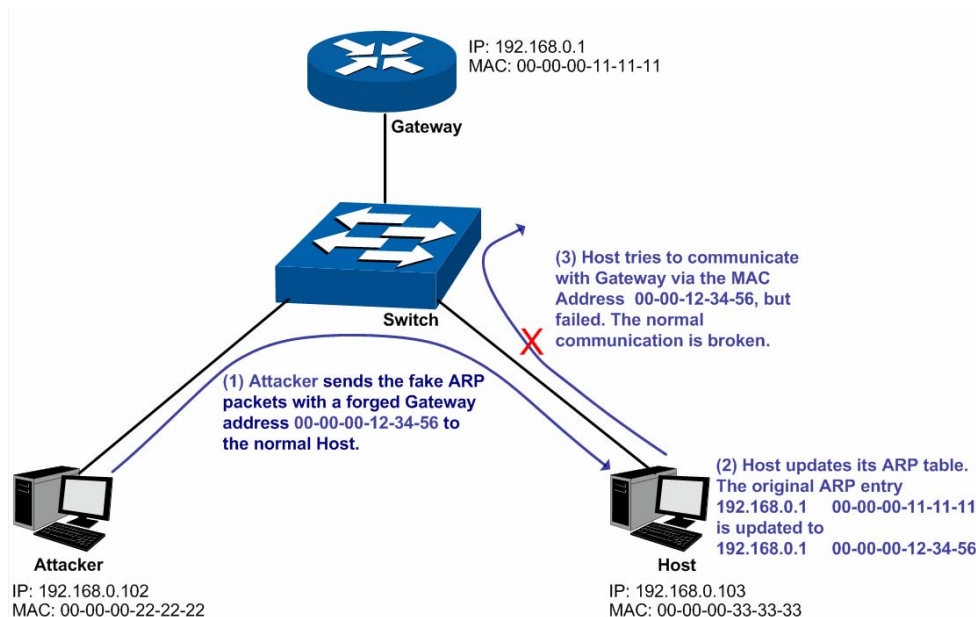 IP: 192.168.0.1
MAC: 00-00-00-11-11-11
Gateway
Switch
(3) Host tries to communicate
with Gateway via the MAC
Address 00-00-12-34-56, but
failed. The normal
communication is broken.
X
(1) Attacker sends the fake ARP
packets with a forged Gateway
address 00-00-00-12-34-56 to
the normal Host.
(2) Host updates its ARP table.
The original ARP entry
192.168.0.1 00-00-00-11-11-11
is updated to
192.168.0.1 00-00-00-12-34-56
Attacker
IP: 192.168.0.102
MAC: 00-00-00-22-22-22
Host
IP: 192.168.0.103
MAC: 00-00-00-33-33-33